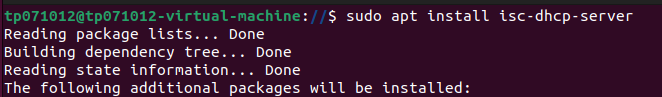 tp071012@tp071012-virtual-machine://$ sudo apt install isc-dhcp-server
Reading package lists... Done
Building dependency tree... Done
Reading state information... Done
The following additional packages will be installed: